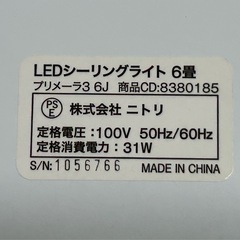 LEDシーリングライト 6畳
プリメーラ3 6J 商品CD:8380185
PSE 株式会社 ニトリ
定格電圧：100V 50Hz/60Hz
定格消費電力：31W
S/N:1056766 MADE IN CHINA